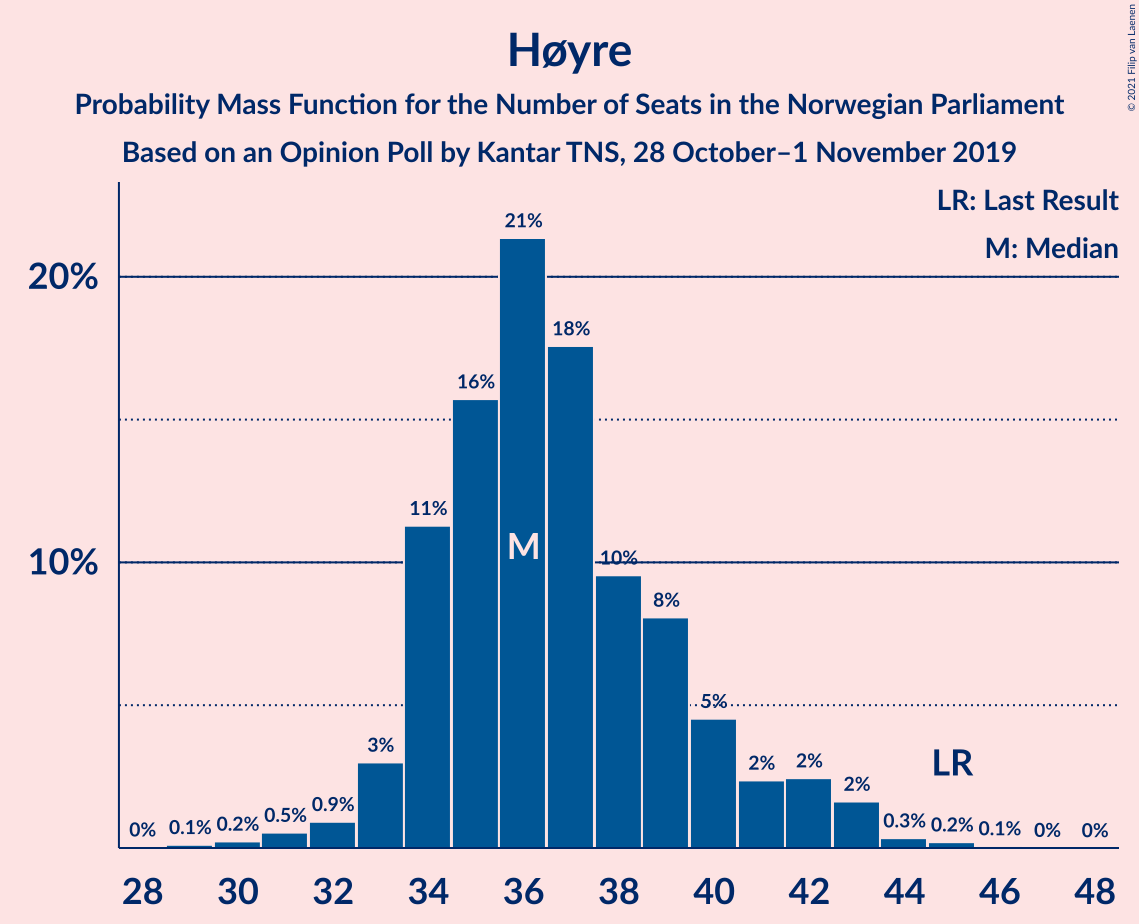 Høyre
Probability Mass Function for the Number of Seats in the Norwegian Parliament
Based on an Opinion Poll by Kantar TNS, 28 October–1 November 2019
© 2021 Filip van Laenen
LR: Last Result
M: Median
20%
10%
0%
0.1%
0.2%
0.5%
0.9%
3%
11%
16%
21%
18%
10%
8%
5%
2%
2%
2%
0.3%
0.2%
0.1%
0%
0%
M
LR
28 30 32 34 36 38 40 42 44 46 48